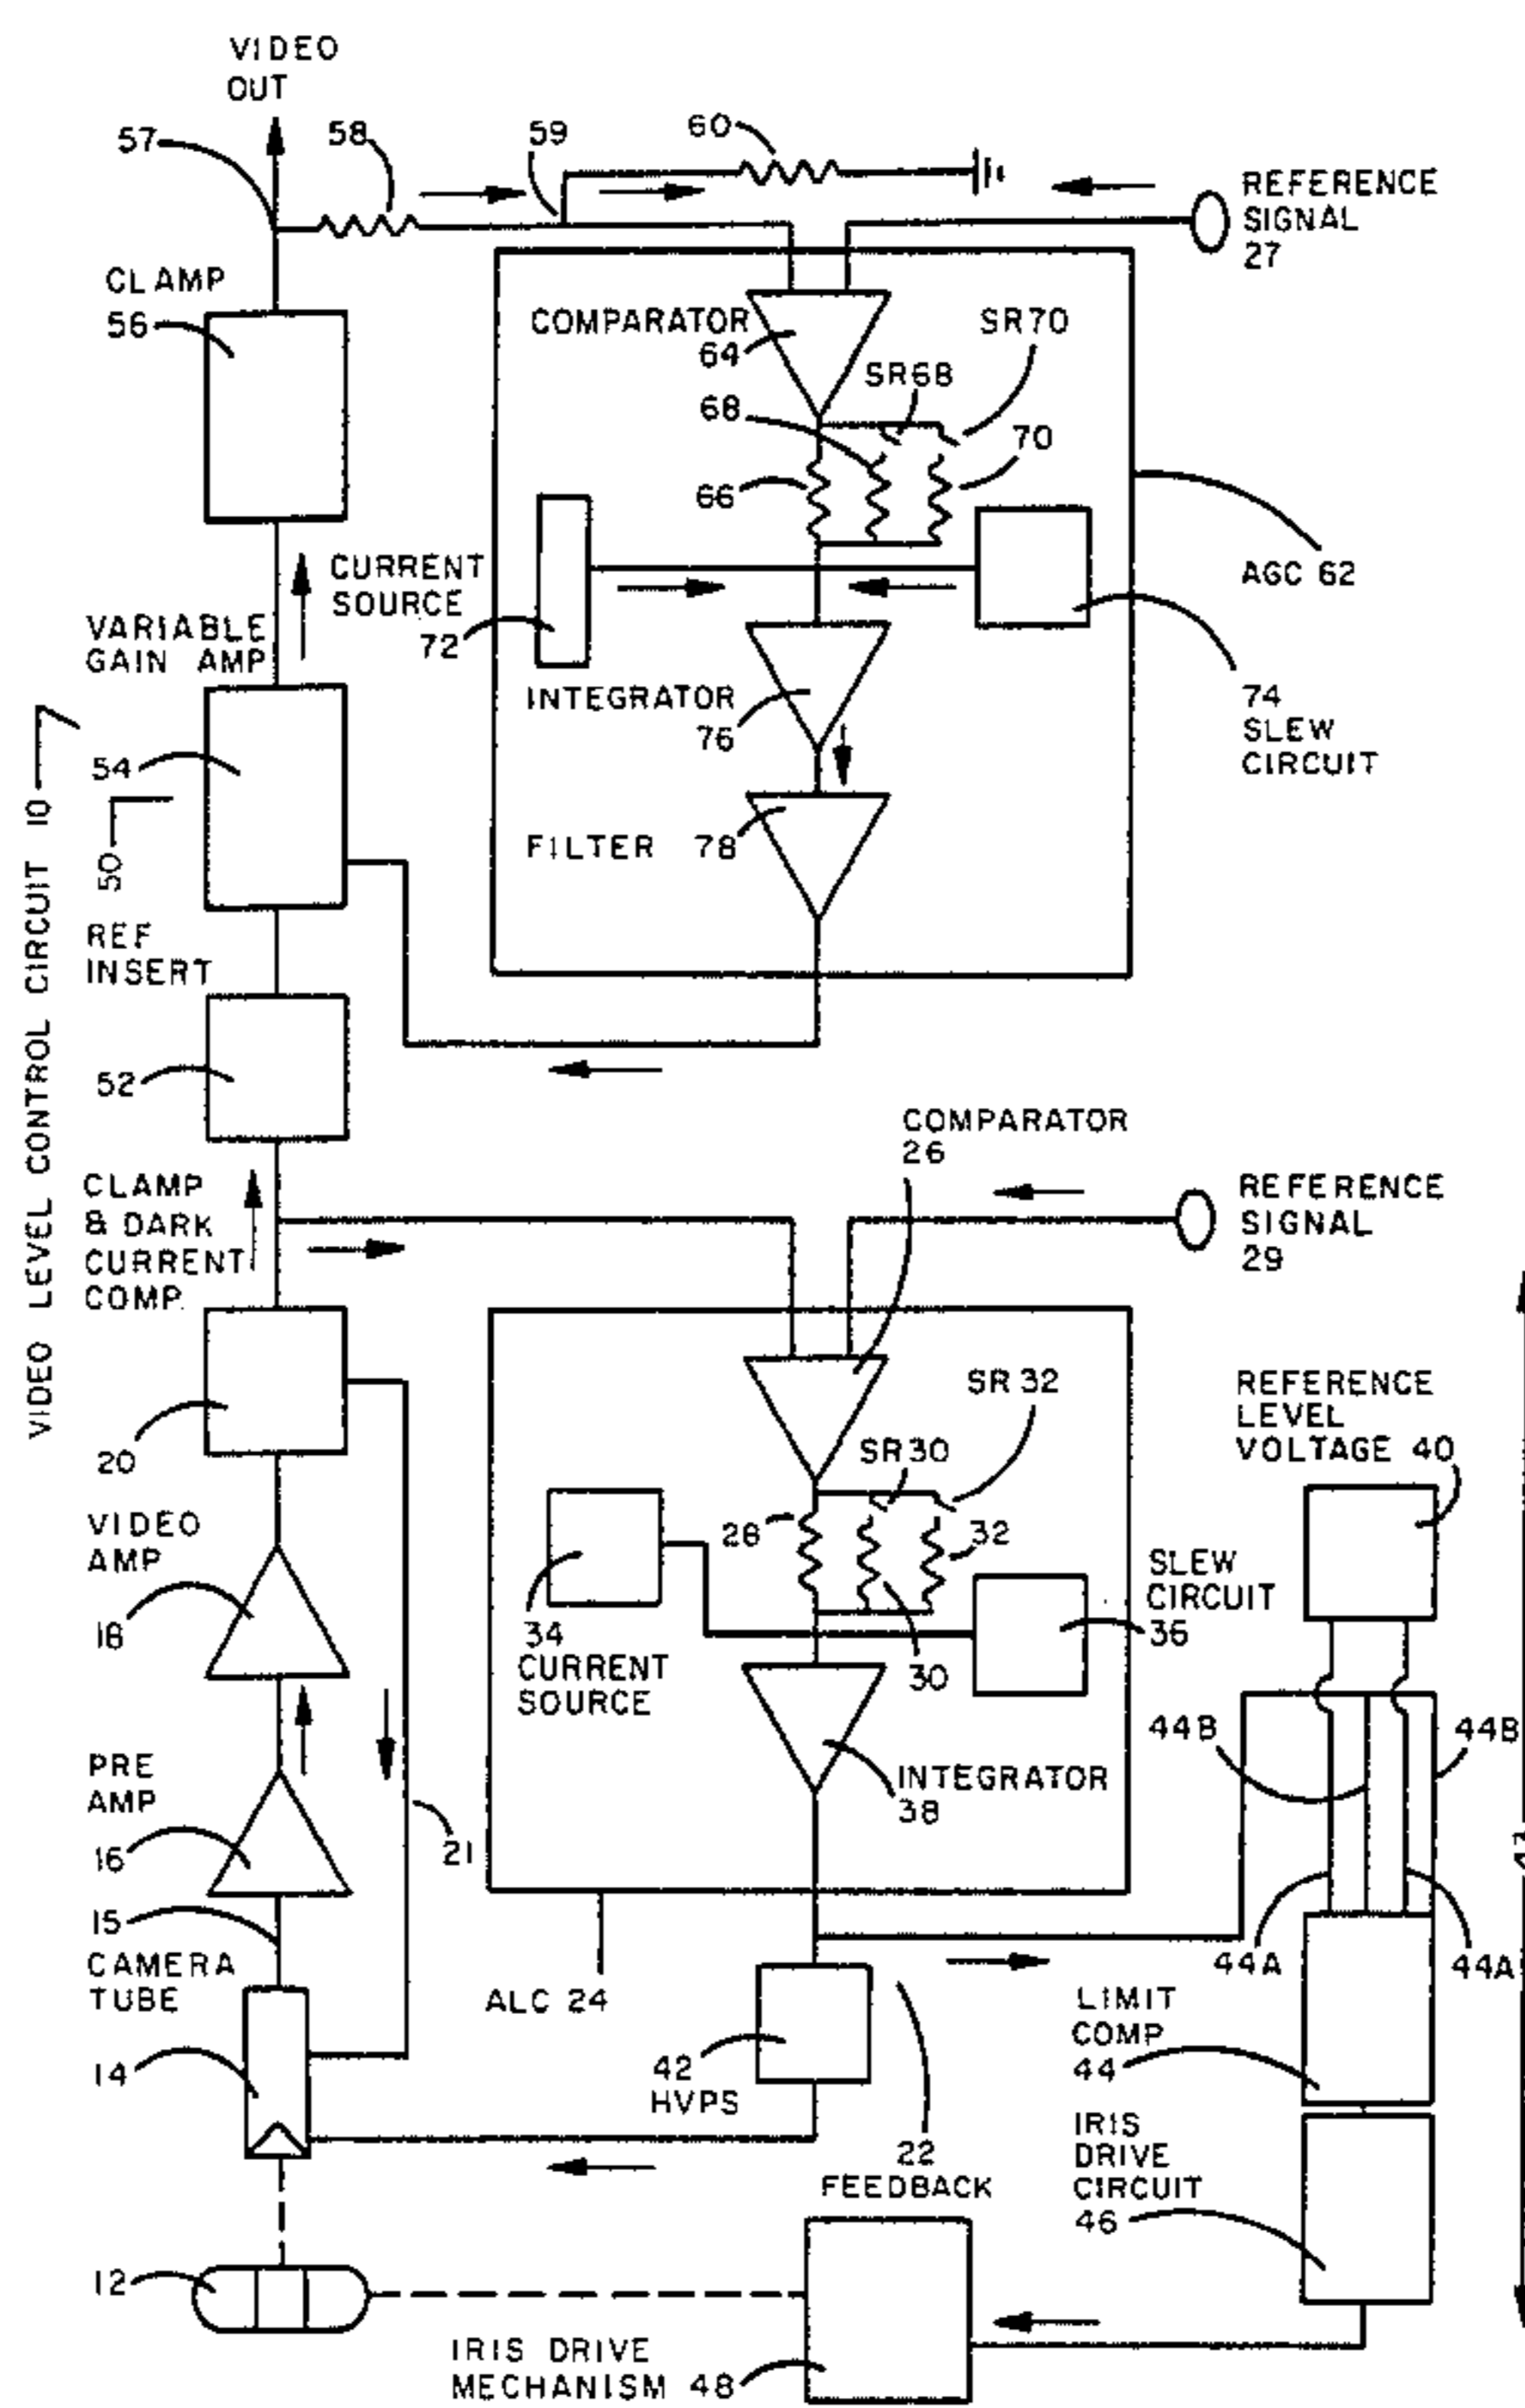 VIDEO
OUT
57
58
59
60
REFERENCE
SIGNAL
27
CLAMP
56
COMPARATOR
64
SR70
SR68
68
70
66
CURRENT
SOURCE
72
AGC 62
VARIABLE
GAIN AMP
54
50
INTEGRATOR
76
74
SLEW
CIRCUIT
FILTER 78
VIDEO LEVEL CONTROL CIRCUIT 10
REF
INSERT
52
COMPARATOR
26
CLAMP
& DARK
CURRENT
COMP.
REFERENCE
SIGNAL
29
20
SR 32
SR30
REFERENCE
LEVEL
VOLTAGE 40
VIDEO
AMP
18
28
32
34
CURRENT
SOURCE
30
SLEW
CIRCUIT
36
44B
44B
PRE
AMP
16
21
INTEGRATOR
38
15
CAMERA
TUBE
14
ALC 24
44A
44A
LIMIT
COMP
44
42
HVPS
22
FEEDBACK
IRIS
DRIVE
CIRCUIT
46
12
IRIS DRIVE
MECHANISM 48